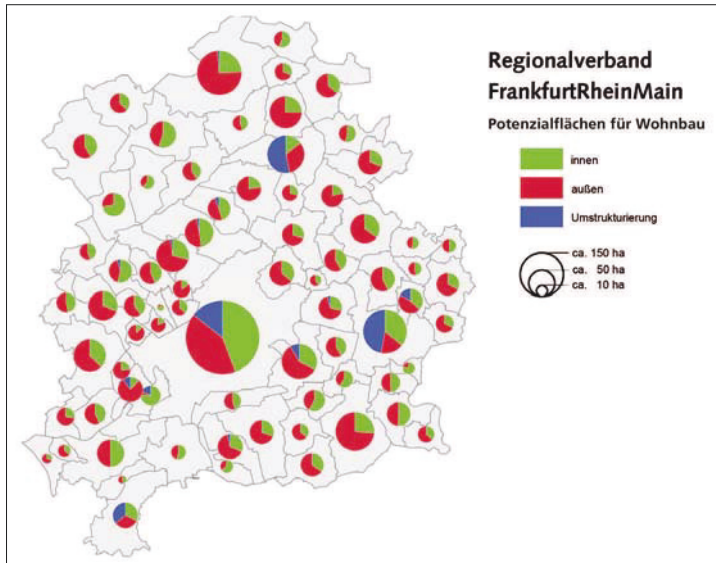 Regionalverband
FrankfurtRheinMain
Potenzialflächen für Wohnbau
innen
außen
Umstrukturierung
ca. 150 ha
ca. 50 ha
ca. 10 ha